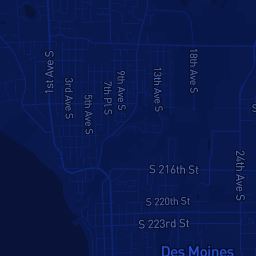 1st Ave S
3rd Ave S
5th Ave S
7th Pl S
9th Ave S
13th Ave S
18th Ave S
24th Ave S
S 216th St
S 220th St
S 223rd St
Des Moines